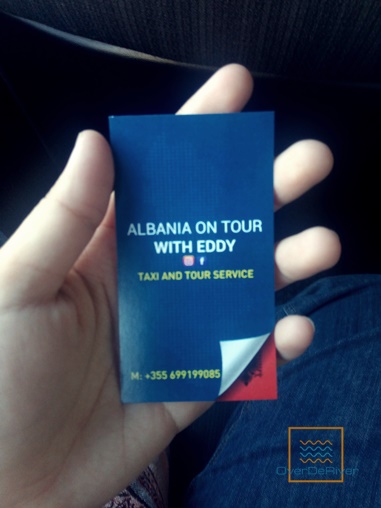 ALBANIA ON TOUR
WITH EDDY
TAXI AND TOUR SERVICE
M: +355 699199085
OverDeRiver